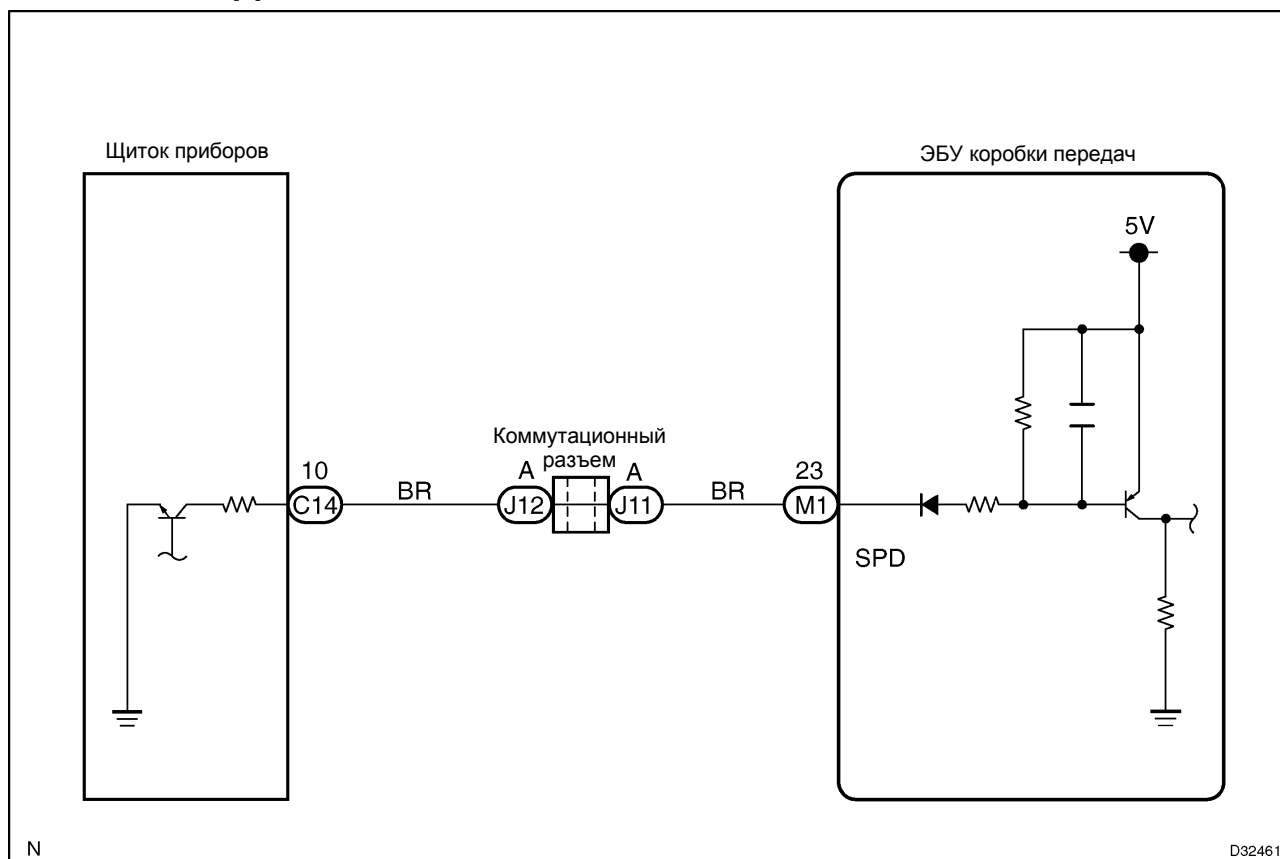 Щиток приборов
ЭБУ коробки передач
5V
Коммутационный
разъем
10
C14
BR
A
J12
A
J11
BR
23
M1
SPD
N
D32461